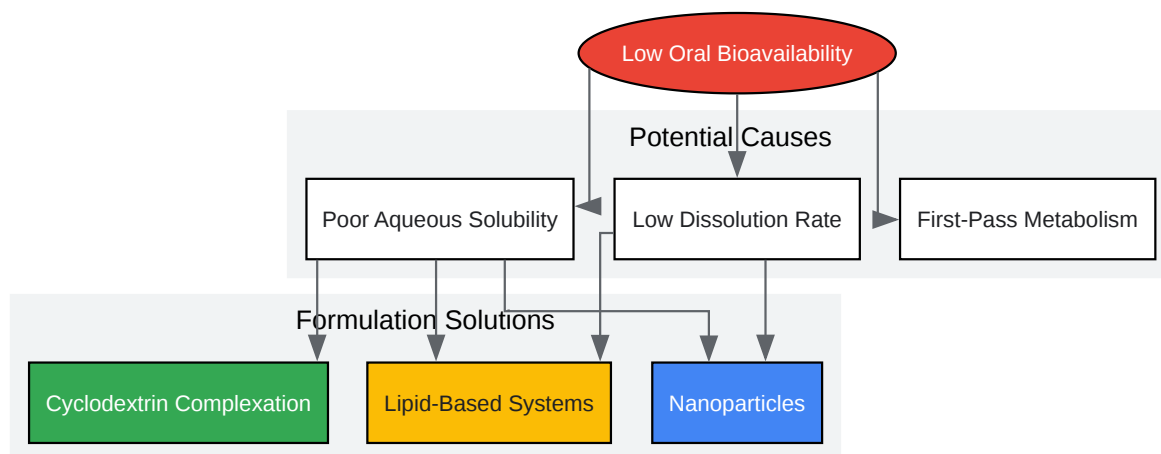 Low Oral Bioavailability
Potential Causes
Poor Aqueous Solubility
Low Dissolution Rate
First-Pass Metabolism
Formulation Solutions
Cyclodextrin Complexation
Lipid-Based Systems
Nanoparticles